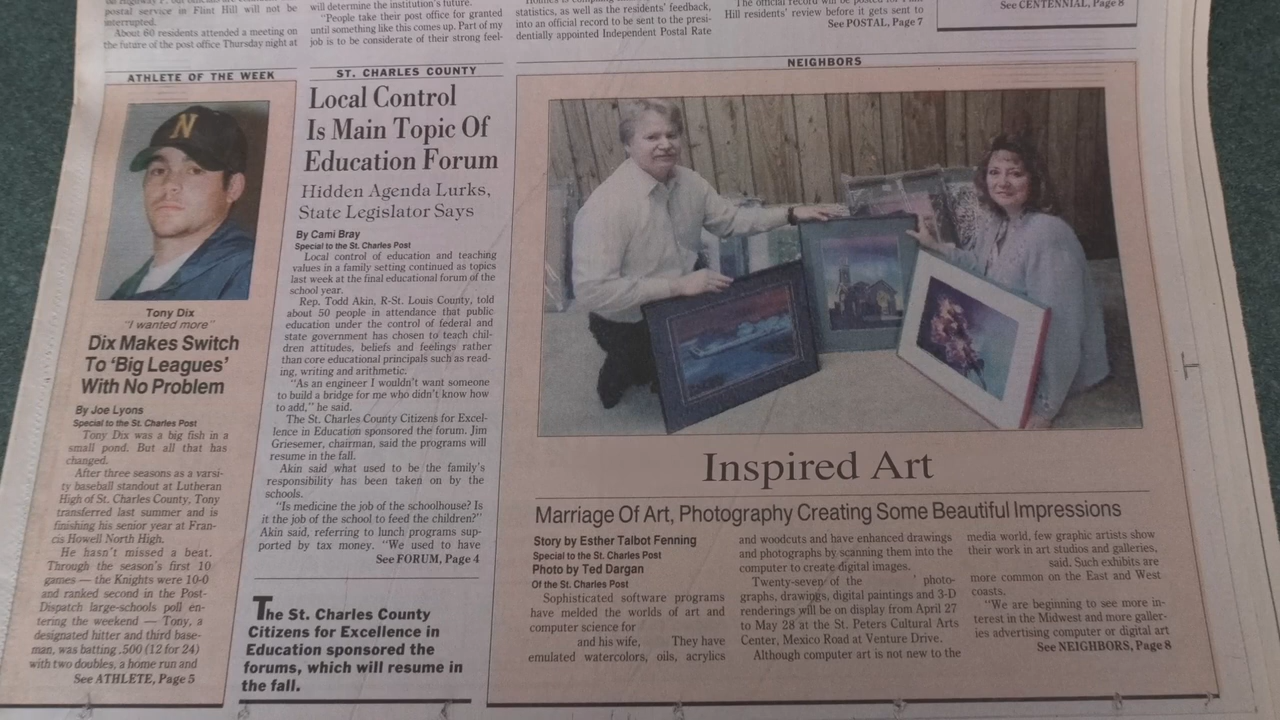 postal service in Flint Hill will not be
interrupted.
About 60 residents attended a meeting on
the future of the post office Thursday night at
will determine the institution's future.
"People take their post office for granted
until something like this comes up. Part of my
job is to be considerate of their strong feel-
statistics, as well as the residents' feedback,
into an official record to be sent to the presi-
dentially appointed Independent Postal Rate
Hill residents' review before it gets sent to
See POSTAL, Page 7
See CENTENNIAL, Page 8
ATHLETE OF THE WEEK
N
Tony Dix
"I wanted more"
Dix Makes Switch
To 'Big Leagues'
With No Problem
By Joe Lyons
Special to the St. Charles Post
Tony Dix was a big fish in a
small pond. But all that has
changed.
After three seasons as a varsi-
ty baseball standout at Lutheran
High of St. Charles County, Tony
transferred last summer and is
finishing his senior year at Fran-
cis Howell North High.
He hasn't missed a beat.
Through the season's first 10
games — the Knights were 10-0
and ranked second in the Post-
Dispatch large-schools poll en-
tering the weekend — Tony, a
designated hitter and third base-
man, was batting .500 (12 for 24)
with two doubles, a home run and
See ATHLETE, Page 5
ST. CHARLES COUNTY
Local Control
Is Main Topic Of
Education Forum
Hidden Agenda Lurks,
State Legislator Says
By Cami Bray
Special to the St. Charles Post
Local control of education and teaching
values in a family setting continued as topics
last week at the final educational forum of the
school year.
Rep. Todd Akin, R-St. Louis County, told
about 50 people in attendance that public
education under the control of federal and
state government has chosen to teach chil-
dren attitudes, beliefs and feelings rather
than core educational principals such as read-
ing, writing and arithmetic.
"As an engineer I wouldn't want someone
to build a bridge for me who didn't know how
to add," he said.
The St. Charles County Citizens for Excel-
lence in Education sponsored the forum. Jim
Griesemer, chairman, said the programs will
resume in the fall.
Akin said what used to be the family's
responsibility has been taken on by the
schools.
"Is medicine the job of the schoolhouse? Is
it the job of the school to feed the children?"
Akin said, referring to lunch programs sup-
ported by tax money. "We used to have
See FORUM, Page 4
The St. Charles County
Citizens for Excellence in
Education sponsored the
forums, which will resume in
the fall.
NEIGHBORS
Inspired Art
Marriage Of Art, Photography Creating Some Beautiful Impressions
Story by Esther Talbot Fenning
Special to the St. Charles Post
Photo by Ted Dargan
Of the St. Charles Post
Sophisticated software programs
have melded the worlds of art and
computer science for
and his wife, They have
emulated watercolors, oils, acrylics
and woodcuts and have enhanced drawings
and photographs by scanning them into the
computer to create digital images.
Twenty-seven of the ' photo-
graphs, drawings, digital paintings and 3-D
renderings will be on display from April 27
to May 28 at the St. Peters Cultural Arts
Center, Mexico Road at Venture Drive.
Although computer art is not new to the
media world, few graphic artists show
their work in art studios and galleries,
said. Such exhibits are
more common on the East and West
coasts.
"We are beginning to see more in-
terest in the Midwest and more galler-
ies advertising computer or digital art
See NEIGHBORS, Page 8